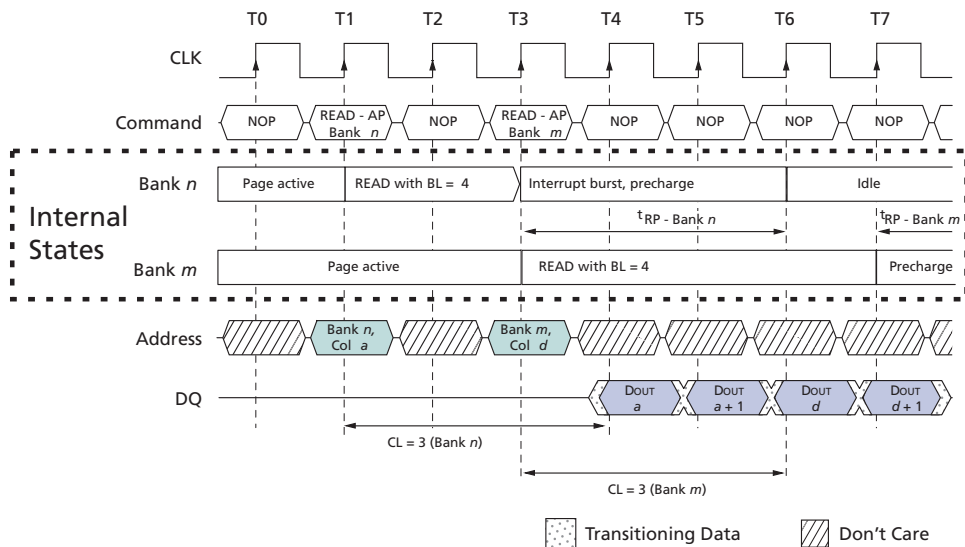 T0 T1 T2 T3 T4 T5 T6 T7
CLK
Command NOP READ - AP Bank n NOP READ - AP Bank m NOP NOP NOP NOP
Internal States
Bank n Page active READ with BL = 4 Interrupt burst, precharge Idle
tRP - Bank n tRP - Bank m
Bank m Page active READ with BL = 4 Precharge
Address Bank n, Col a Bank m, Col d
DQ DOUT a DOUT a + 1 DOUT d DOUT d + 1
CL = 3 (Bank n)
CL = 3 (Bank m)
Transitioning Data Don't Care